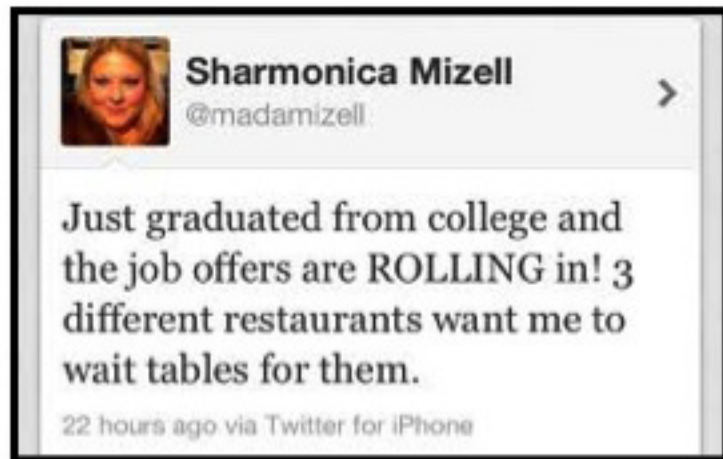 Sharmonica Mizell
@madamizell
Just graduated from college and
the job offers are ROLLING in! 3
different restaurants want me to
wait tables for them.
22 hours ago via Twitter for iPhone